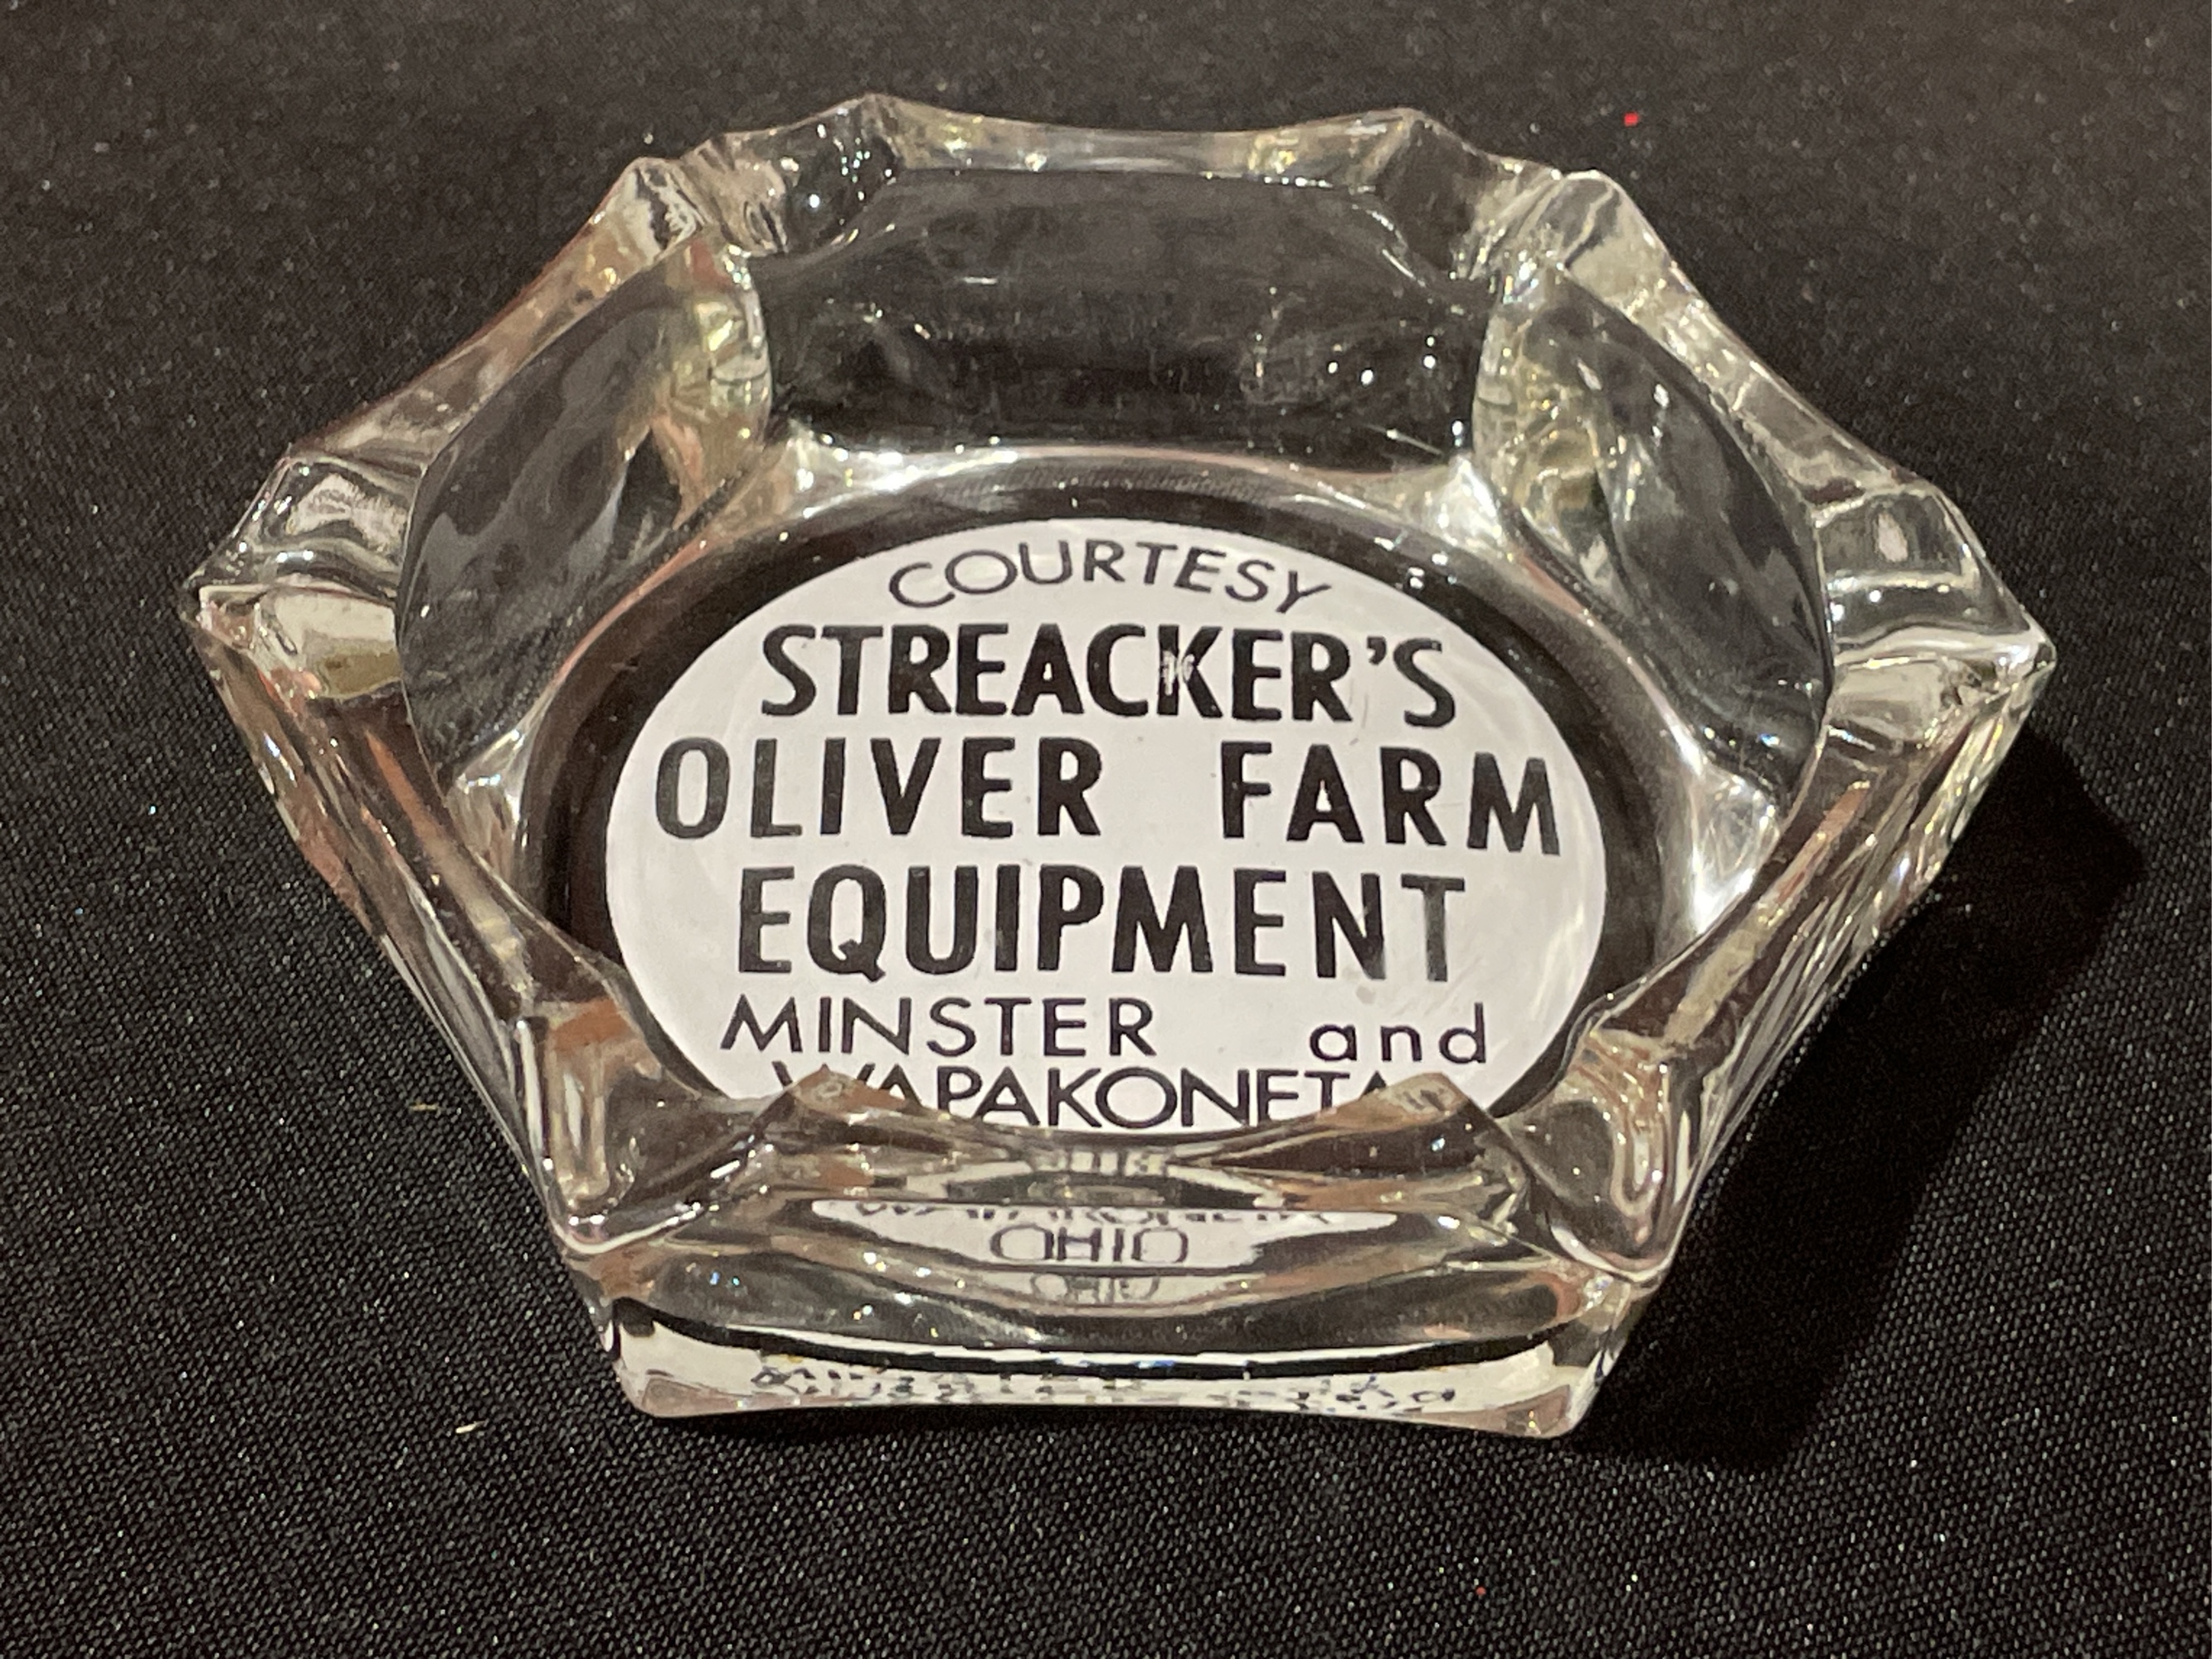 COURTESY
STREACKER'S
OLIVER FARM
EQUIPMENT
MINSTER and
WAPAKONETA
OHIO